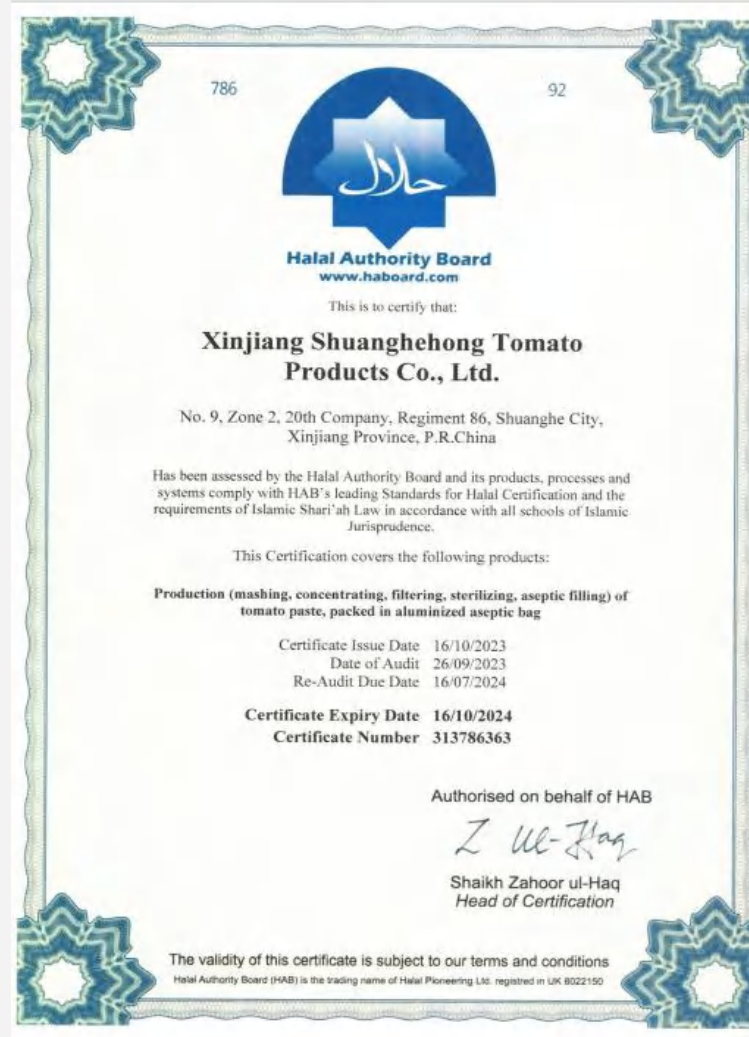 786
92
حلال
Halal Authority Board
www.haboard.com
This is to certify that:
Xinjiang Shuanghehong Tomato
Products Co., Ltd.
No. 9, Zone 2, 20th Company, Regiment 86, Shuanghe City,
Xinjiang Province, P.R.China
Has been assessed by the Halal Authority Board and its products, processes and
systems comply with HAB's leading Standards for Halal Certification and the
requirements of Islamic Shari'ah Law in accordance with all schools of Islamic
Jurisprudence.
This Certification covers the following products:
Production (mashing, concentrating, filtering, sterilizing, aseptic filling) of
tomato paste, packed in aluminized aseptic bag
Certificate Issue Date 16/10/2023
Date of Audit 26/09/2023
Re-Audit Due Date 16/07/2024
Certificate Expiry Date 16/10/2024
Certificate Number 313786363
Authorised on behalf of HAB
Z ul-Haq
Shaikh Zahoor ul-Haq
Head of Certification
The validity of this certificate is subject to our terms and conditions
Halal Authority Board (HAB) is the trading name of Halal Pioneering Ltd. registred in UK 8022150